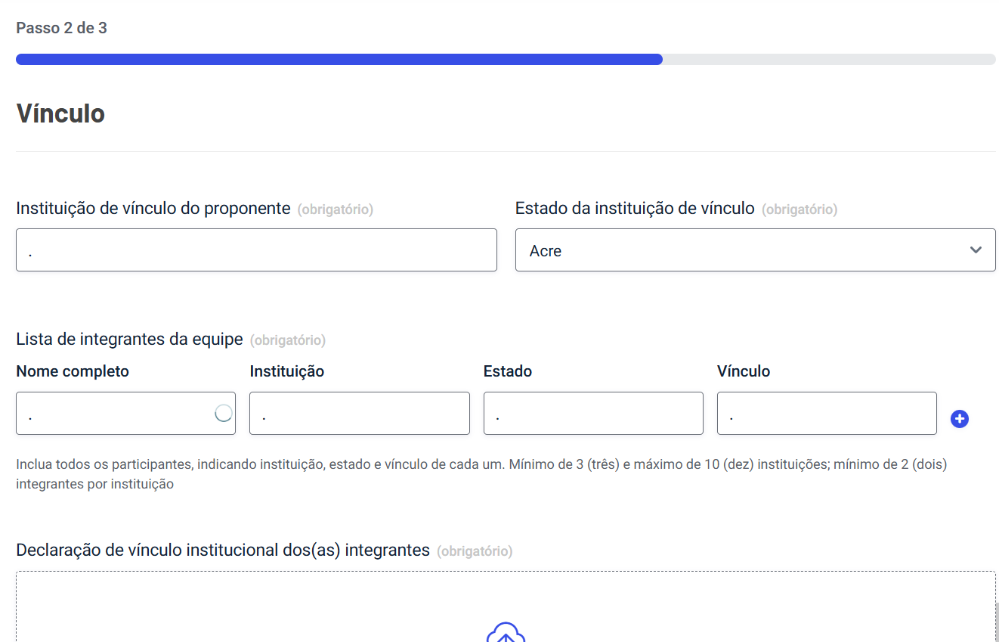 Passo 2 de 3
Vínculo
Instituição de vínculo do proponente (obrigatório)
Estado da instituição de vínculo (obrigatório)
.
Acre
Lista de integrantes da equipe (obrigatório)
Nome completo Instituição Estado Vínculo
. . . .
Inclua todos os participantes, indicando instituição, estado e vínculo de cada um. Mínimo de 3 (três) e máximo de 10 (dez) instituições; mínimo de 2 (dois)
integrantes por instituição
Declaração de vínculo institucional dos(as) integrantes (obrigatório)